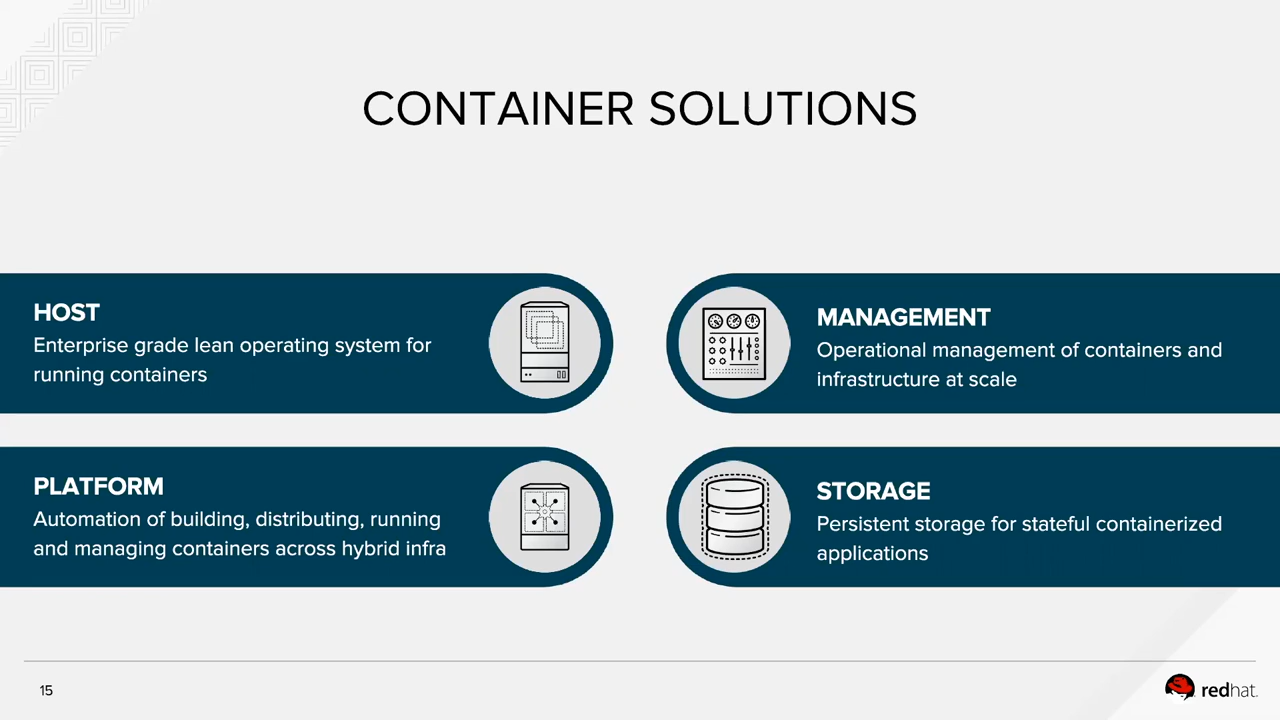 CONTAINER SOLUTIONS
HOST
Enterprise grade lean operating system for
running containers
MANAGEMENT
Operational management of containers and
infrastructure at scale
PLATFORM
Automation of building, distributing, running
and managing containers across hybrid infra
STORAGE
Persistent storage for stateful containerized
applications
15
redhat.